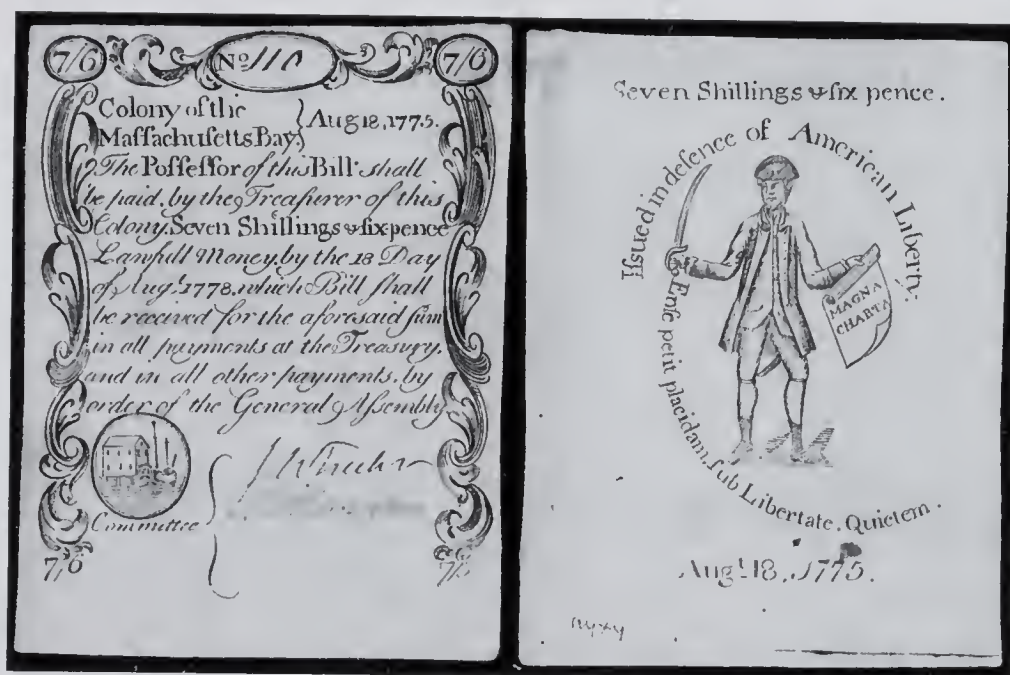 7/6 No 110 7/6
Colony of the
Maſſachuſetts Bay } Aug 18, 1775.
The Poſſeſſor of this Bill ſhall
be paid, by the Treaſurer of this
Colony, Seven Shillings & ſix pence
Lawfull Money, by the 18 Day
of Aug.t 1778, which Bill ſhall
be received for the aforeſaid ſum
in all payments at the Treaſury,
and in all other payments, by
order of the General Aſſembly
Committee
7/6 7/6
Seven Shillings & ſix pence.
Iſsued in defence of American Liberty.
MAGNA
CHARTA
Enſe petit placidam, ſub Libertate, Quietem.
Aug.t 18, 1775.